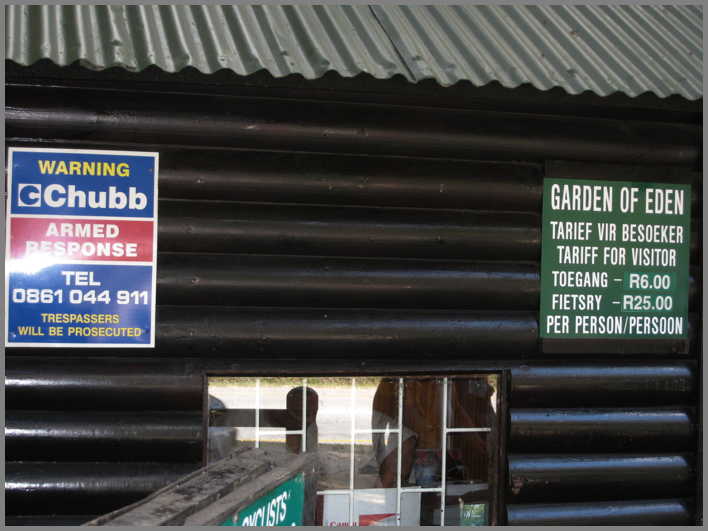 WARNING
Chubb
ARMED
RESPONSE
TEL
0861 044 911
TRESPASSERS
WILL BE PROSECUTED
GARDEN OF EDEN
TARIEF VIR BESOEKER
TARIFF FOR VISITOR
TOEGANG - R6.00
FIETSRY - R25.00
PER PERSON/PERSOON
CYCLISTS